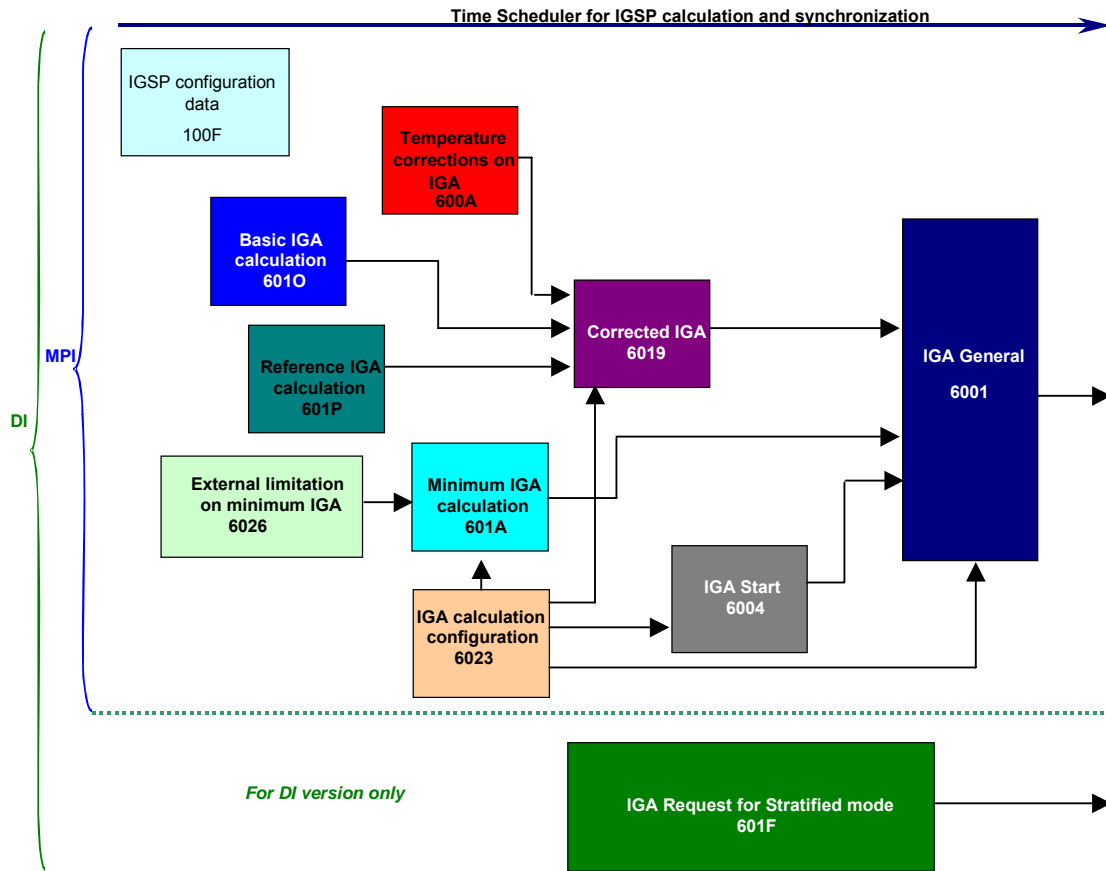 Time Scheduler for IGSP calculation and synchronization
IGSP configuration
data
100F
Temperature
corrections on
IGA
600A
Basic IGA
calculation
601O
Corrected IGA
6019
IGA General
6001
Reference IGA
calculation
601P
MPI
DI
External limitation
on minimum IGA
6026
Minimum IGA
calculation
601A
IGA Start
6004
IGA calculation
configuration
6023
For DI version only
IGA Request for Stratified mode
601F